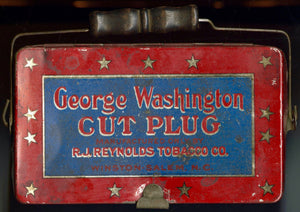 George Washington
CUT PLUG
R.J. REYNOLDS TOBACCO CO.
WINSTON-SALEM, N.C.